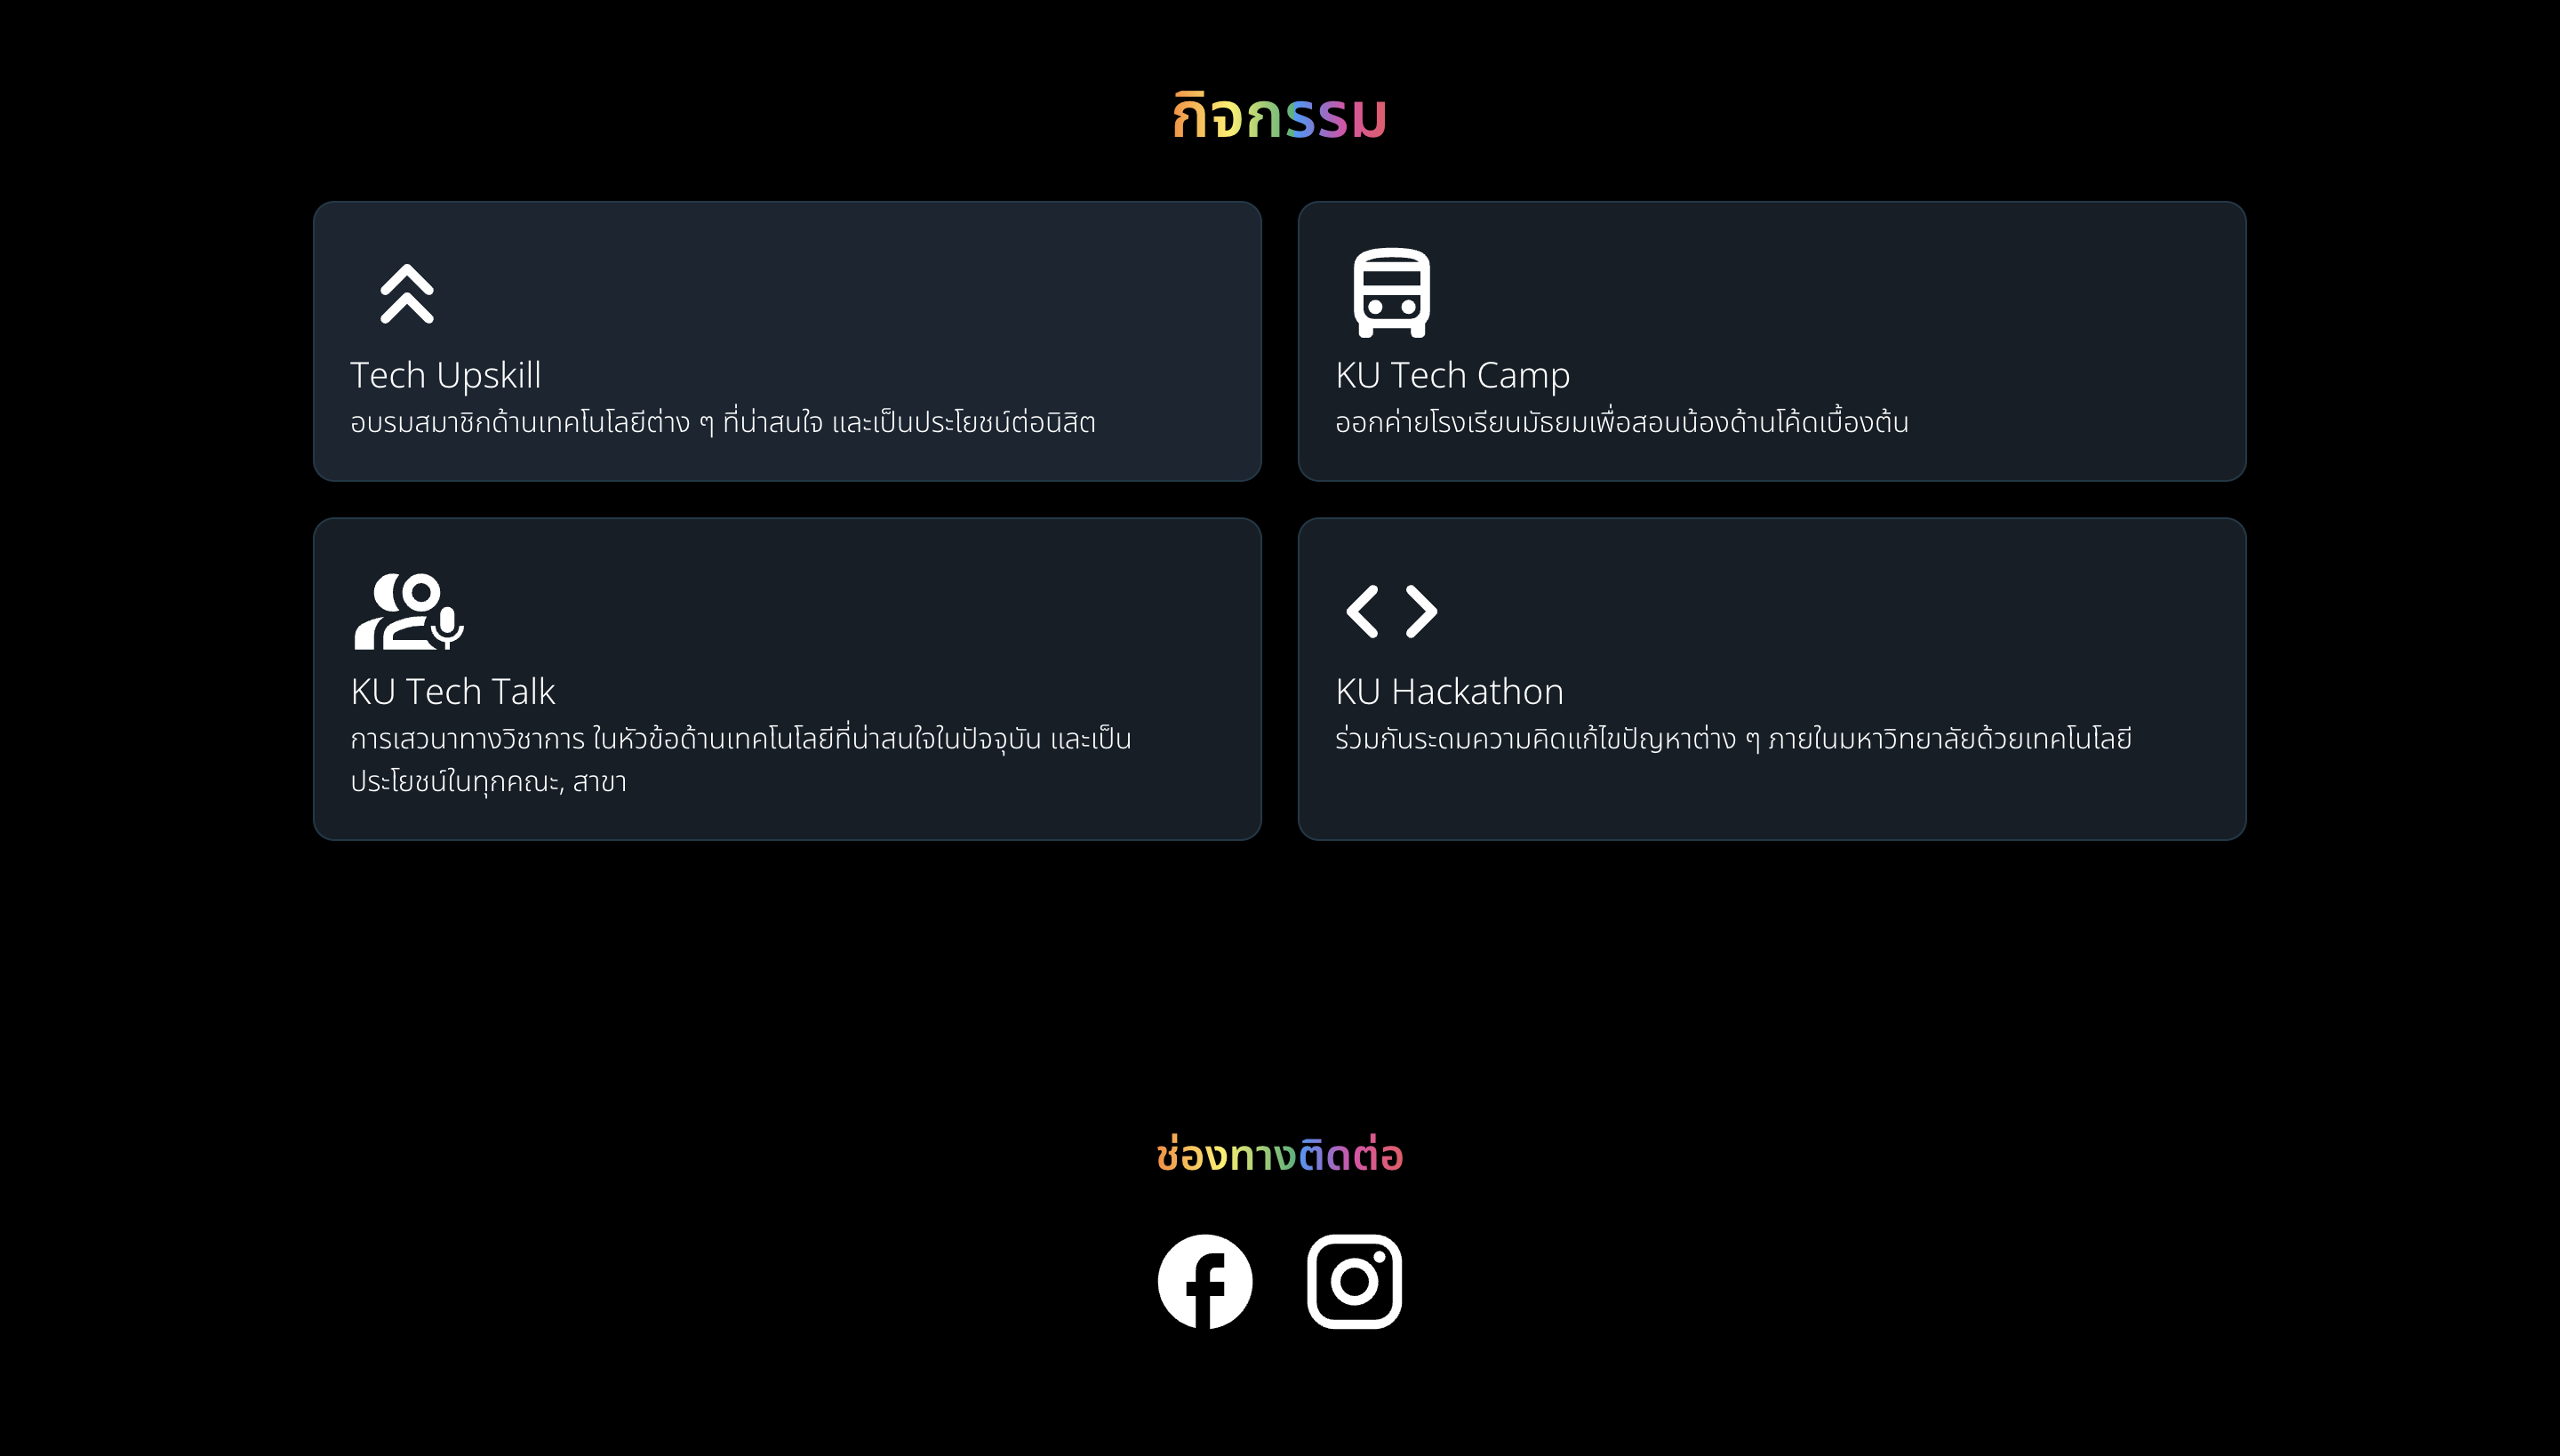 กิจกรรม
Tech Upskill
อบรมสมาชิกด้านเทคโนโลยีต่าง ๆ ที่น่าสนใจ และเป็นประโยชน์ต่อนิสิต
KU Tech Camp
ออกค่ายโรงเรียนมัธยมเพื่อสอนน้องด้านโค้ดเบื้องต้น
KU Tech Talk
การเสวนาทางวิชาการ ในหัวข้อด้านเทคโนโลยีที่น่าสนใจในปัจจุบัน และเป็น
ประโยชน์ในทุกคณะ, สาขา
KU Hackathon
ร่วมกันระดมความคิดแก้ไขปัญหาต่าง ๆ ภายในมหาวิทยาลัยด้วยเทคโนโลยี
ช่องทางติดต่อ